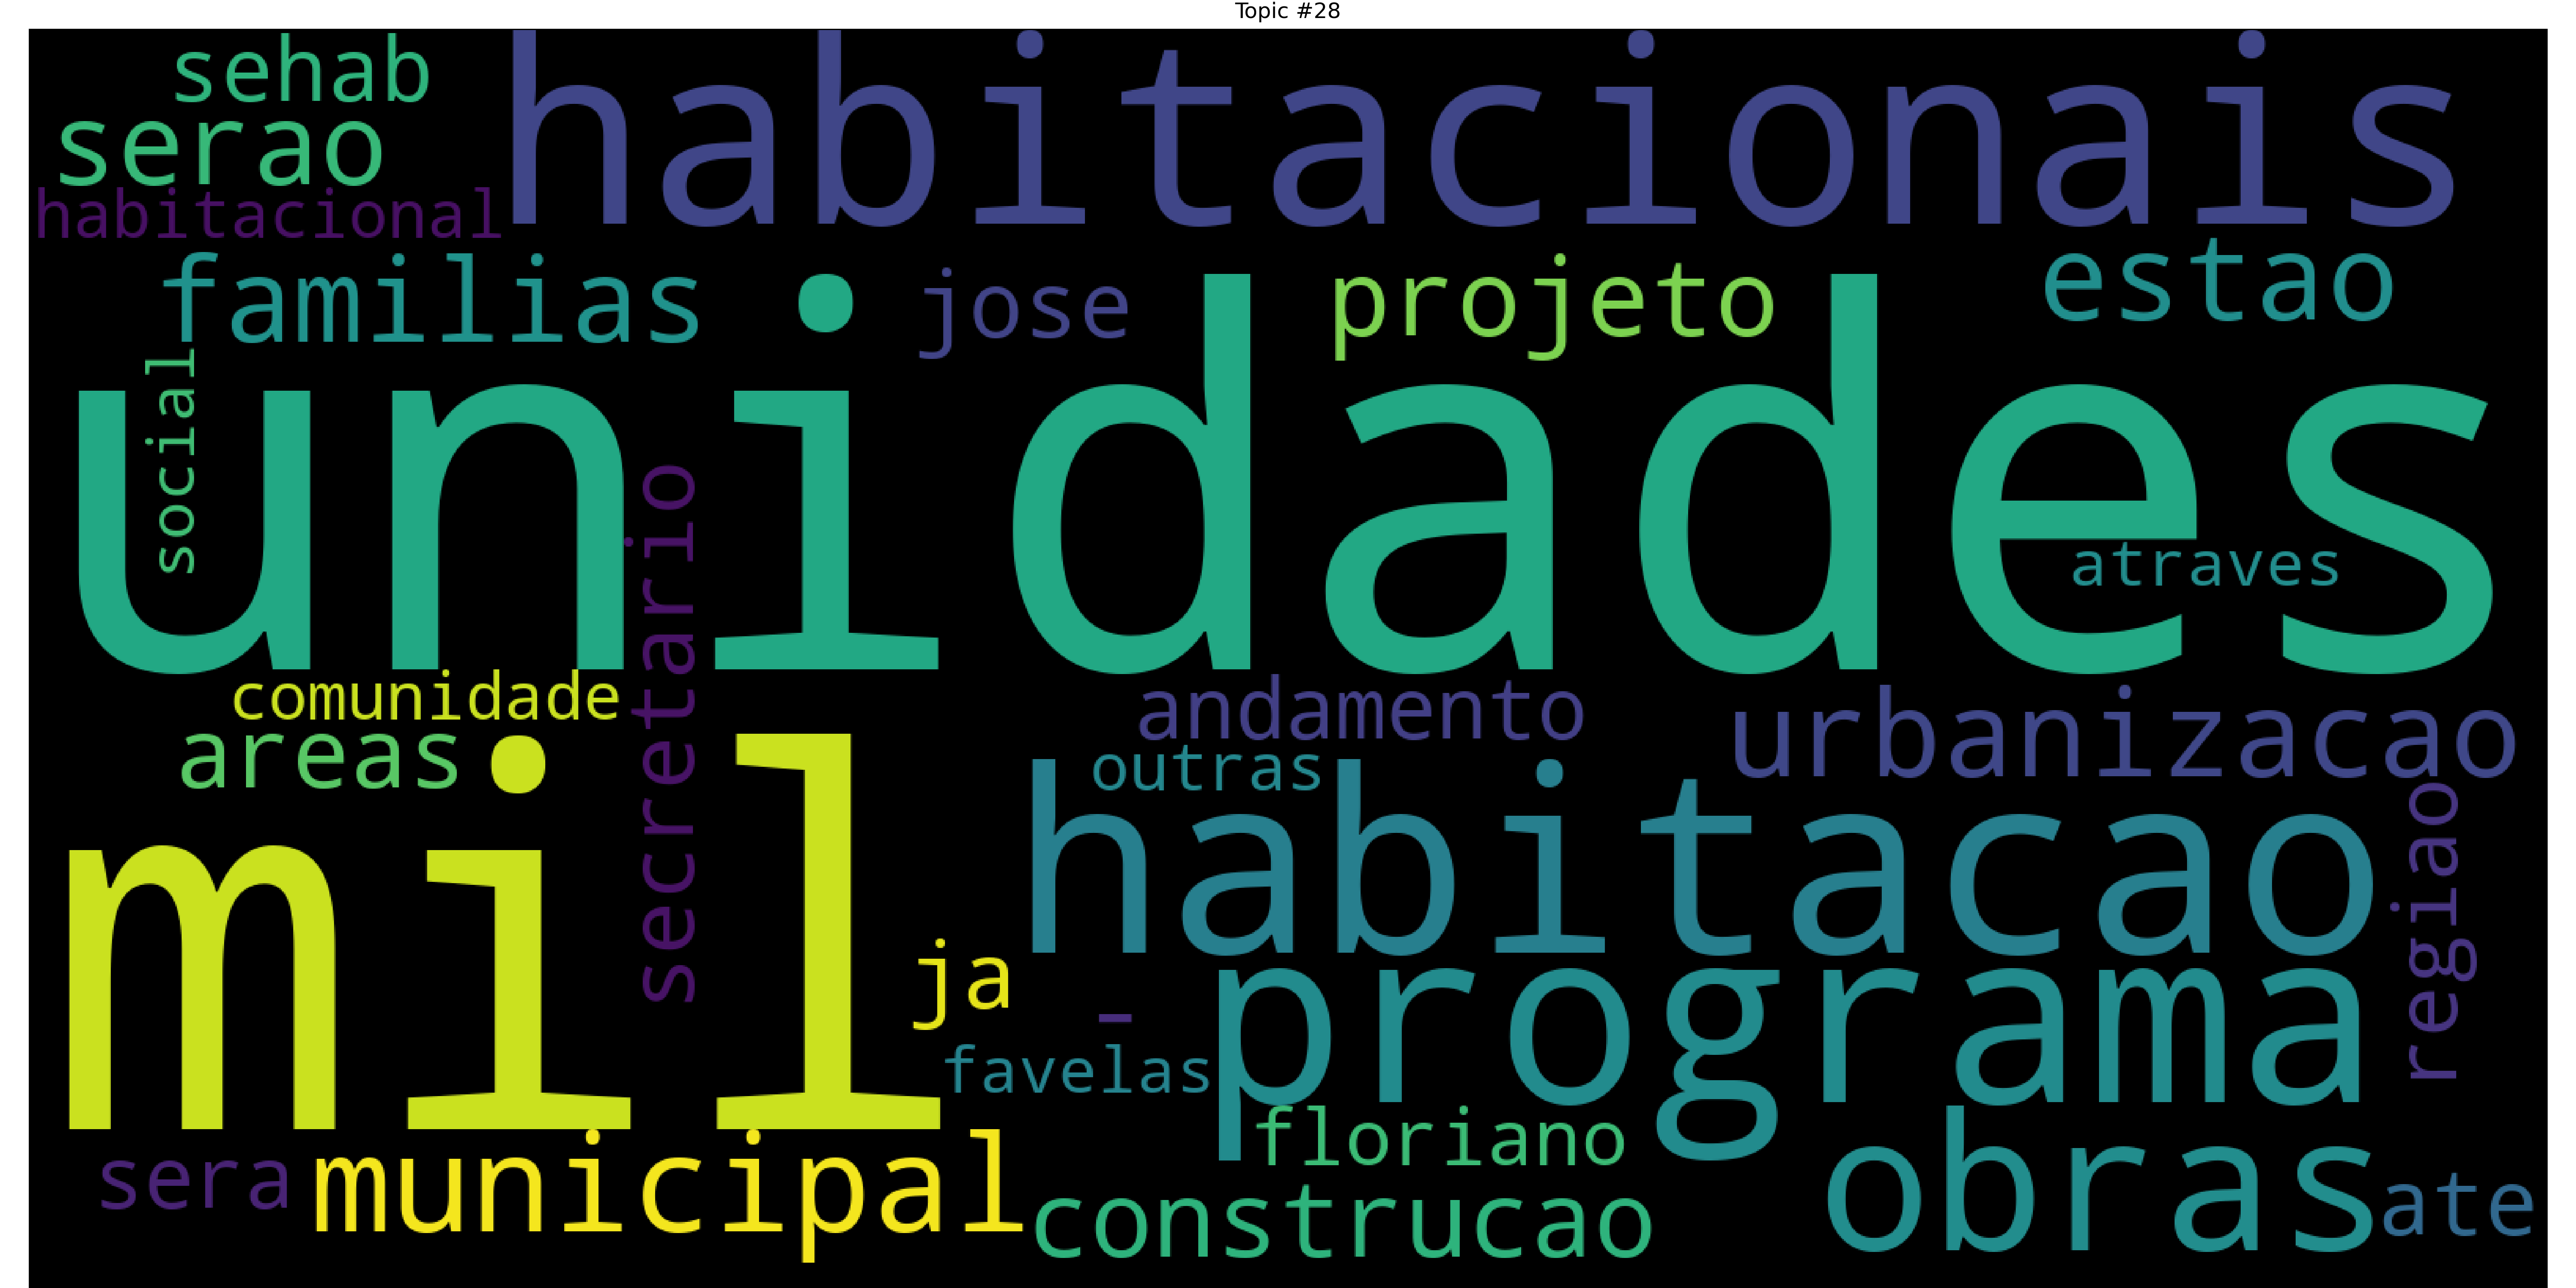 Topic #28
sehab
habitacionais
serao
habitacional
familias
jose
projeto
estao
unidades
social
secretario
atraves
comunidade
andamento
urbanizacao
areas
outras
mil
habitacao
regiao
ja
-
programa
favelas
floriano
sera
municipal
construcao
obras
ate